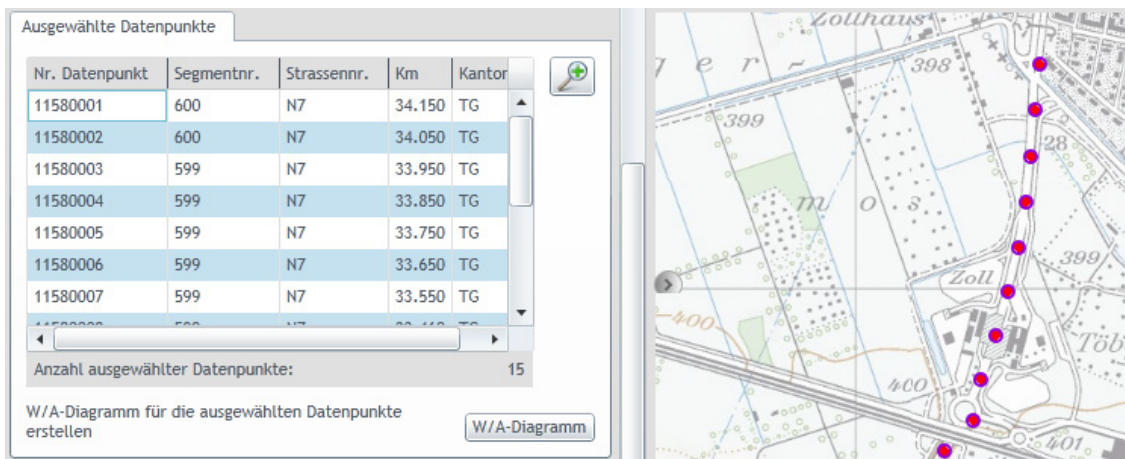 Ausgewählte Datenpunkte
Nr. Datenpunkt Segmentnr. Strassennr. Km Kanton
11580001 600 N7 34.150 TG
11580002 600 N7 34.050 TG
11580003 599 N7 33.950 TG
11580004 599 N7 33.850 TG
11580005 599 N7 33.750 TG
11580006 599 N7 33.650 TG
11580007 599 N7 33.550 TG
Anzahl ausgewählter Datenpunkte: 15
W/A-Diagramm für die ausgewählten Datenpunkte
erstellen
W/A-Diagramm
Zollhaus
g e r -
398
399
28
m o s
399
Zoll
400
Töb
400
401